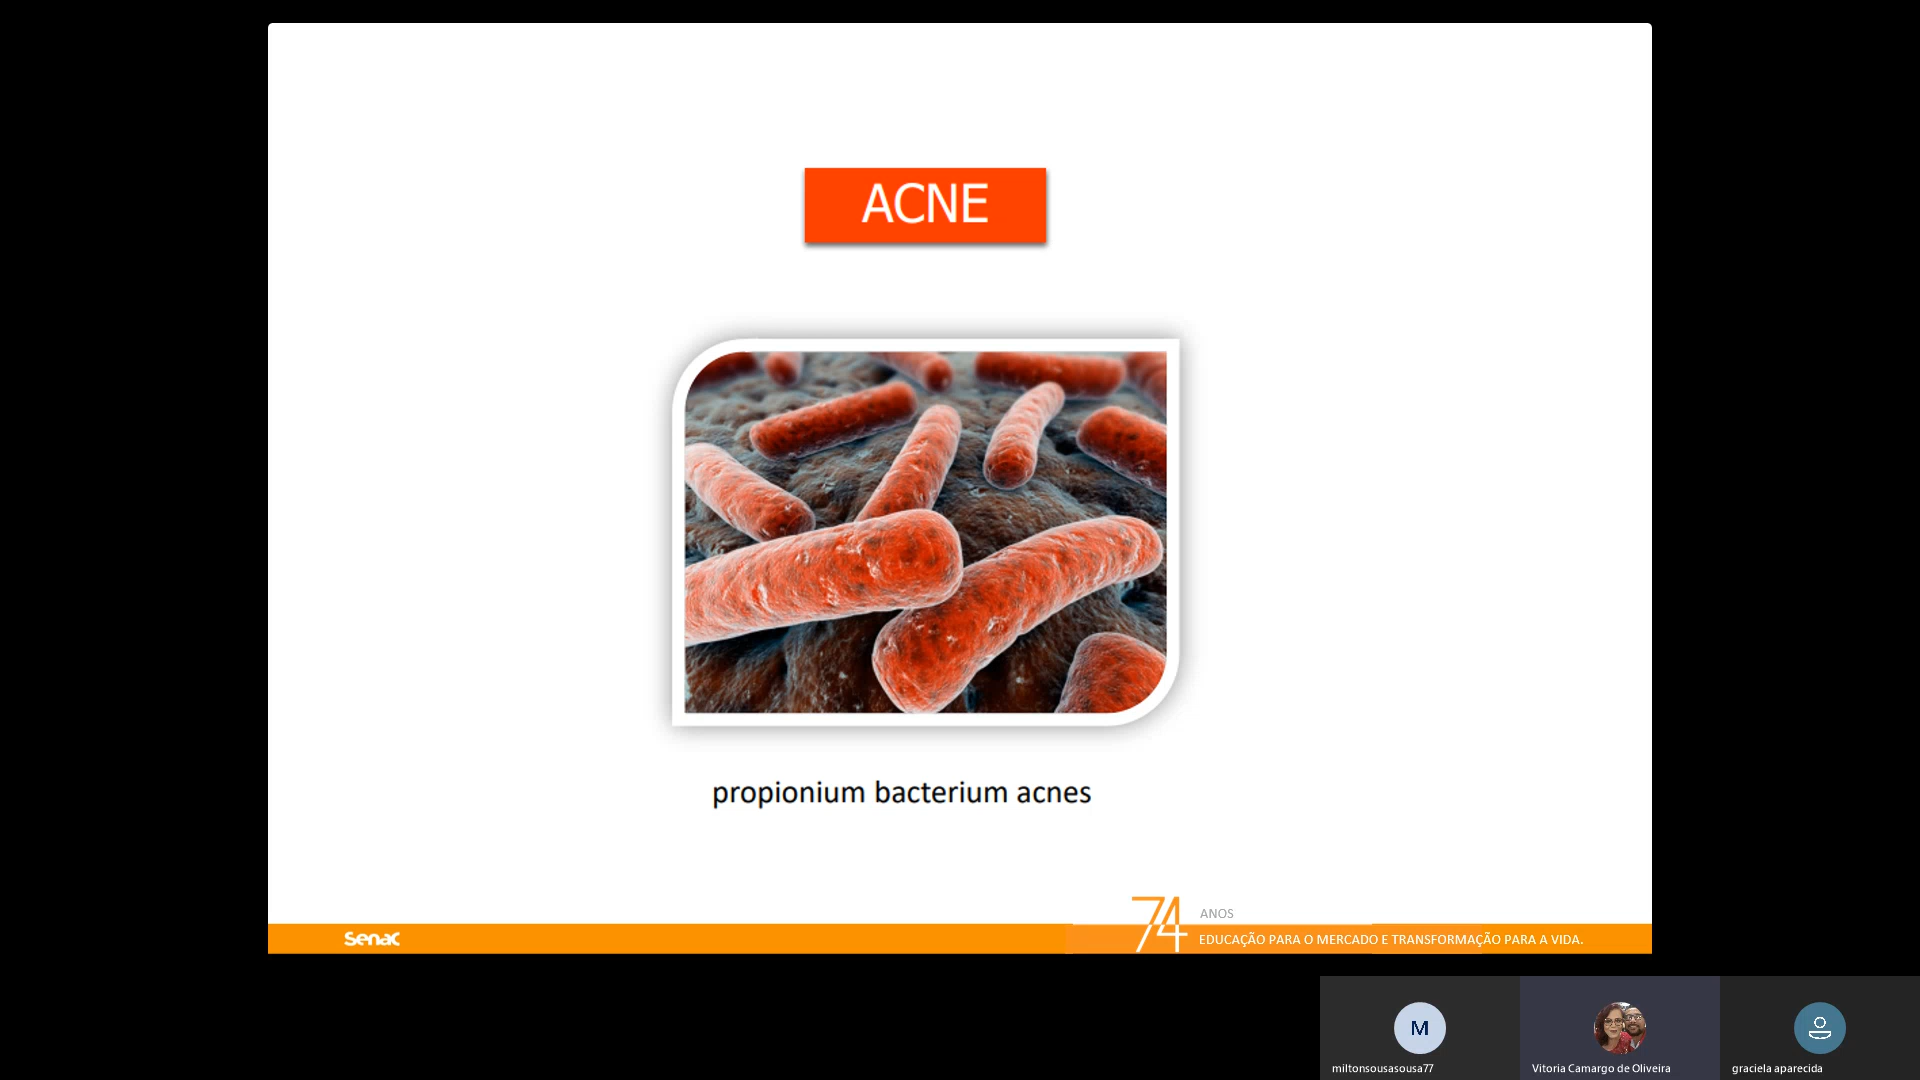 ACNE
propionium bacterium acnes
74 ANOS
senac
EDUCAÇÃO PARA O MERCADO E TRANSFORMAÇÃO PARA A VIDA.
M
miltonsousasousa77
Vitoria Camargo de Oliveira
graciela aparecida